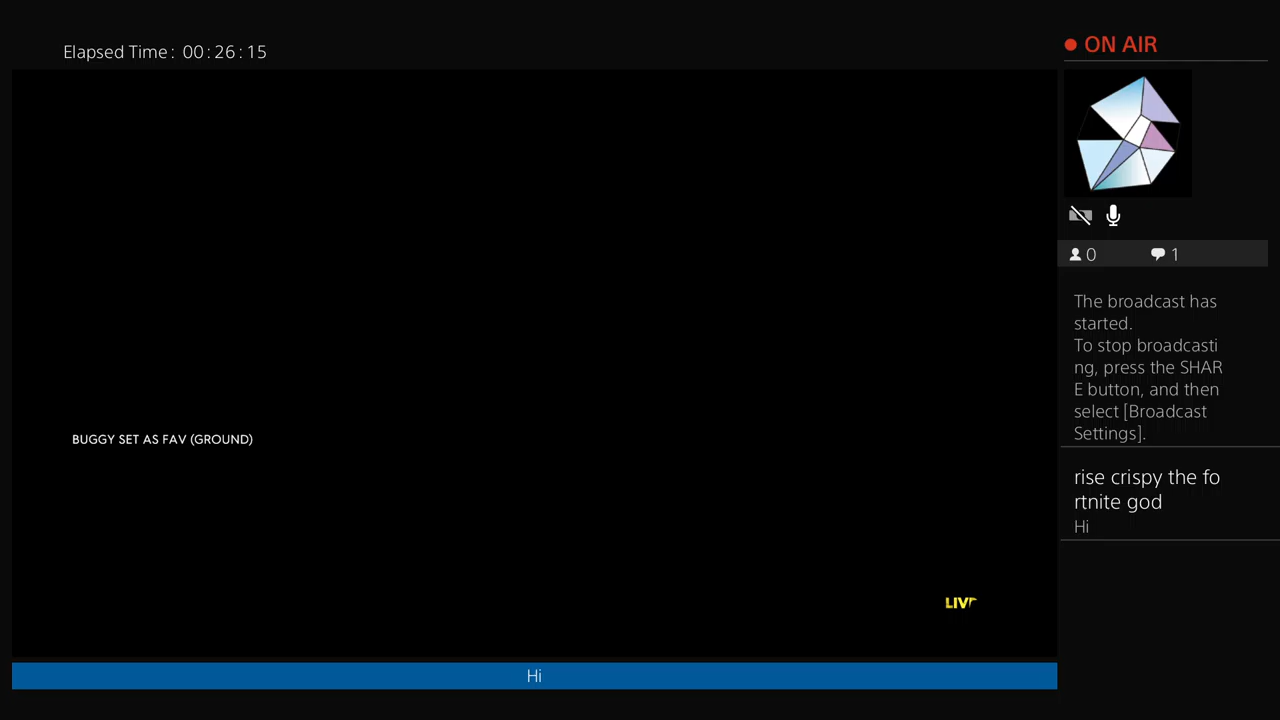 Elapsed Time: 00:26:15
ON AIR
0 1
The broadcast has
started.
To stop broadcasti
ng, press the SHAR
E button, and then
select [Broadcast
Settings].
BUGGY SET AS FAV (GROUND)
rise crispy the fo
rtnite god
Hi
Hi